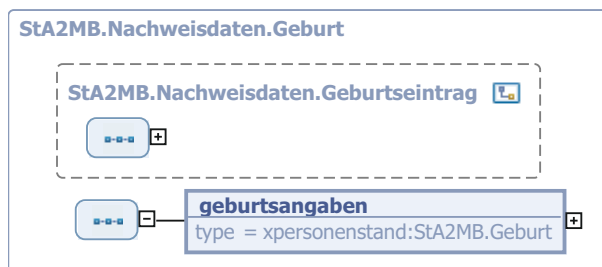 StA2MB.Nachweisdaten.Geburt
StA2MB.Nachweisdaten.Geburtseintrag
geburtsangaben
type = xpersonenstand:StA2MB.Geburt